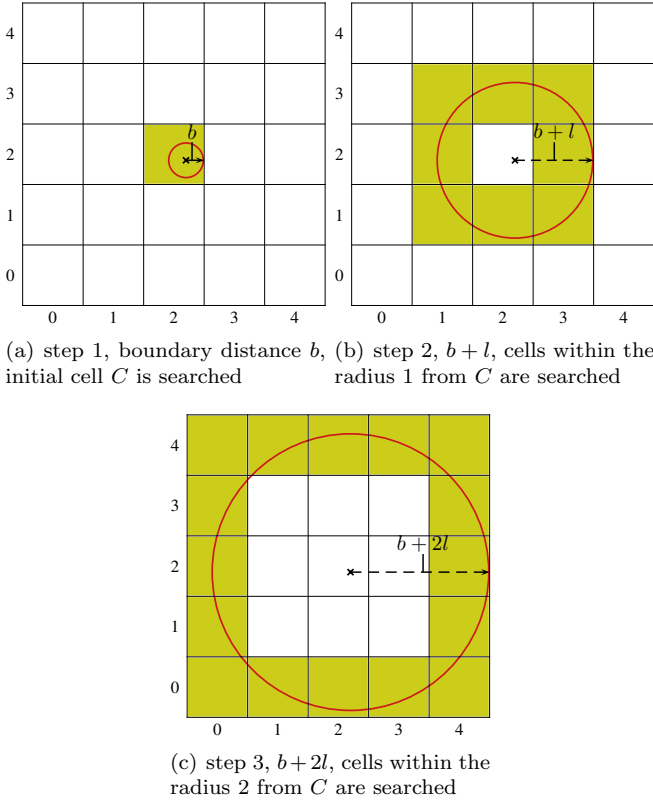 4
3
2
1
0
b
0 1 2 3 4
(a) step 1, boundary distance b,
initial cell C is searched
4
3
2
1
0
b + l
0 1 2 3 4
(b) step 2, b + l, cells within the
radius 1 from C are searched
4
3
2
1
0
b + 2l
0 1 2 3 4
(c) step 3, b + 2l, cells within the
radius 2 from C are searched